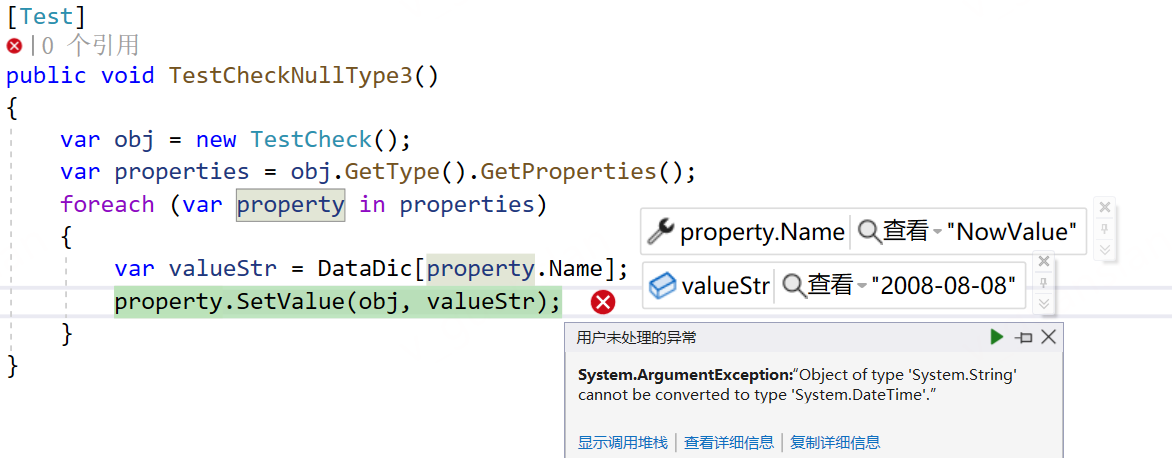 [Test]
|0 个引用
public void TestCheckNullType3()
{
var obj = new TestCheck();
var properties = obj.GetType().GetProperties();
foreach (var property in properties)
{
var valueStr = DataDic[property.Name];
property.SetValue(obj, valueStr);
}
}
property.Name 查看 "NowValue"
valueStr 查看 "2008-08-08"
用户未处理的异常
System.ArgumentException:“Object of type 'System.String'
cannot be converted to type 'System.DateTime'.”
显示调用堆栈 | 查看详细信息 | 复制详细信息